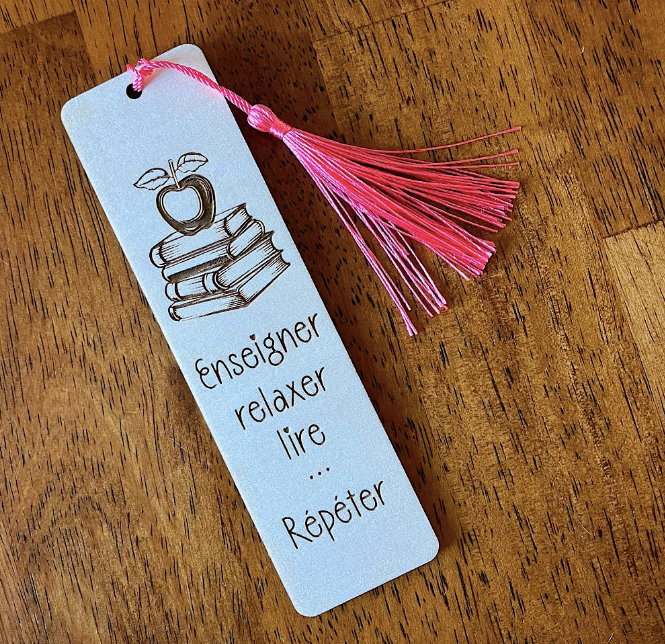 Enseigner
relaxer
lire
...
Répéter